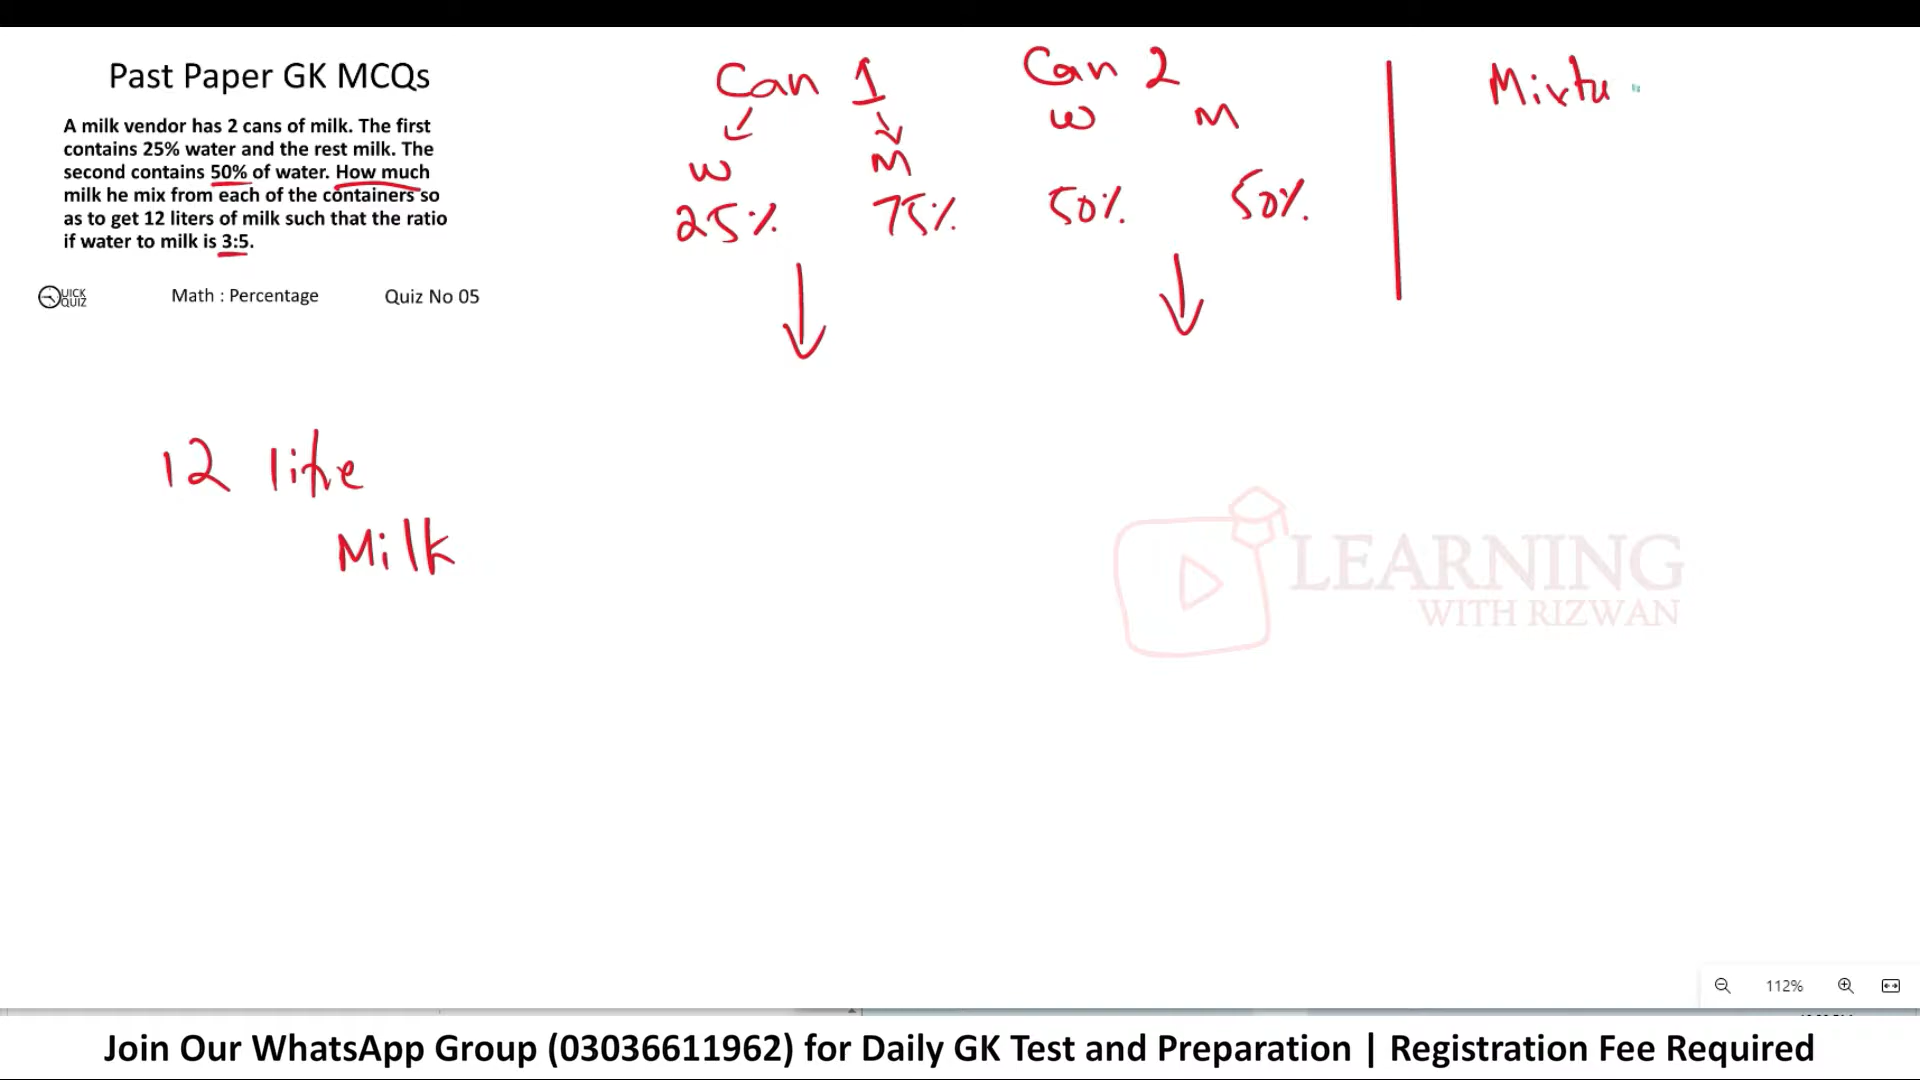 Past Paper GK MCQs
A milk vendor has 2 cans of milk. The first
contains 25% water and the rest milk. The
second contains 50% of water. How much
milk he mix from each of the containers so
as to get 12 liters of milk such that the ratio
if water to milk is 3:5.
QUICK
QUIZ
Math : Percentage
Quiz No 05
Can 1
W M
25% 75%
Can 2
W M
50% 50%
Mixtu
12 litre
Milk
LEARNING
WITH RIZWAN
112%
Join Our WhatsApp Group (03036611962) for Daily GK Test and Preparation | Registration Fee Required